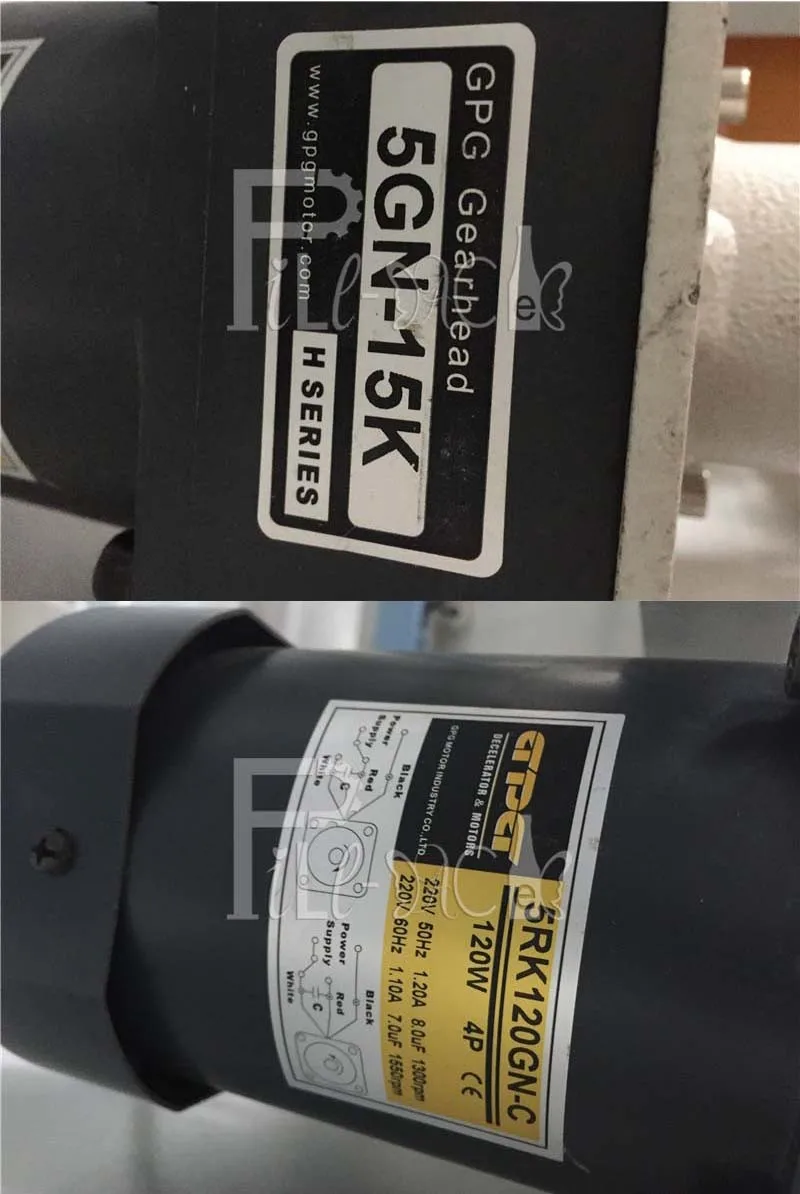 GPG Gearhead
5GN-15K
www.gpgmotor.com
H SERIES
GPG
DECELERATOR & MOTORS
GPG MOTOR INDUSTRY CO., LTD.
5RK120GN-C
120W 4P CE
220V 50Hz 1.20A 8.0uF 1300rpm
220V 60Hz 1.10A 7.0uF 1550rpm
Power
Supply
Black
Red
C
White
Power
Supply
Black
Red
C
White